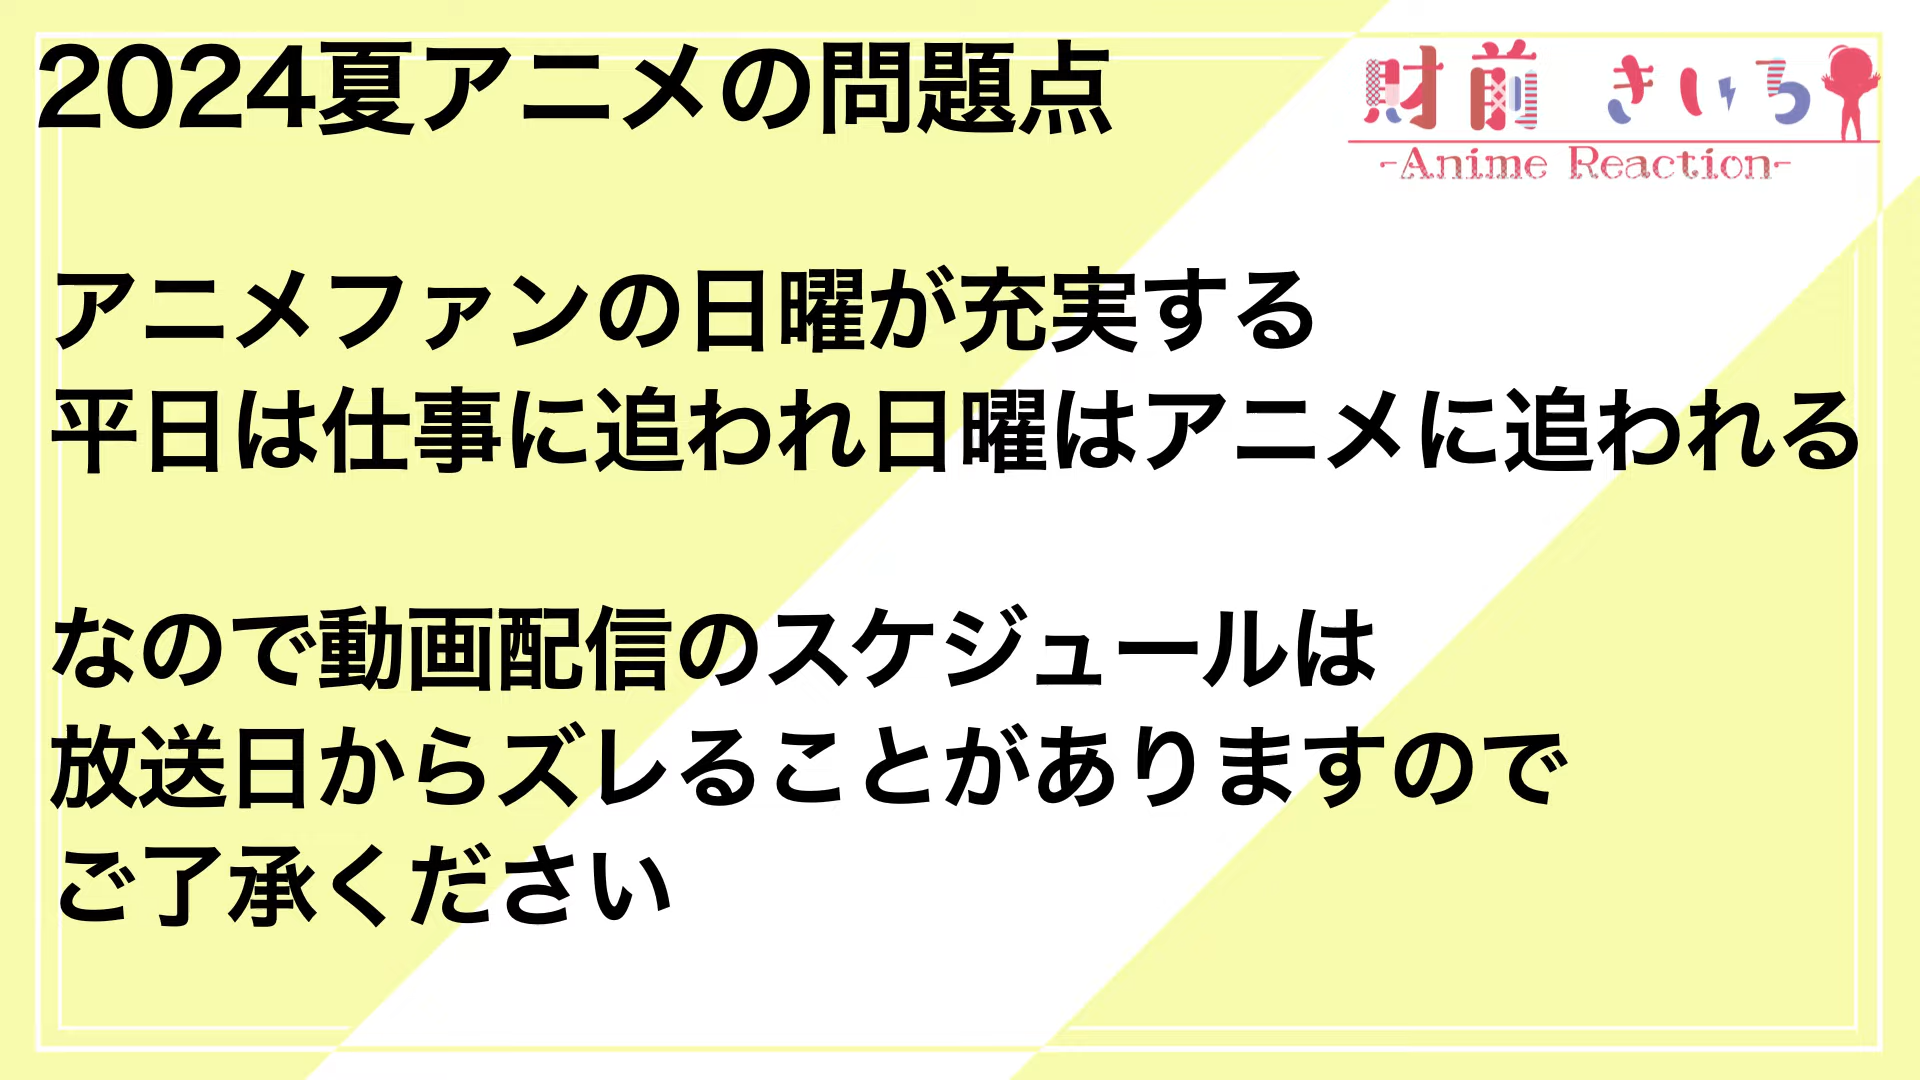 2024夏アニメの問題点
財前 きいろ
-Anime Reaction-
アニメファンの日曜が充実する
平日は仕事に追われ日曜はアニメに追われる
なので動画配信のスケジュールは
放送日からズレることがありますので
ご了承ください